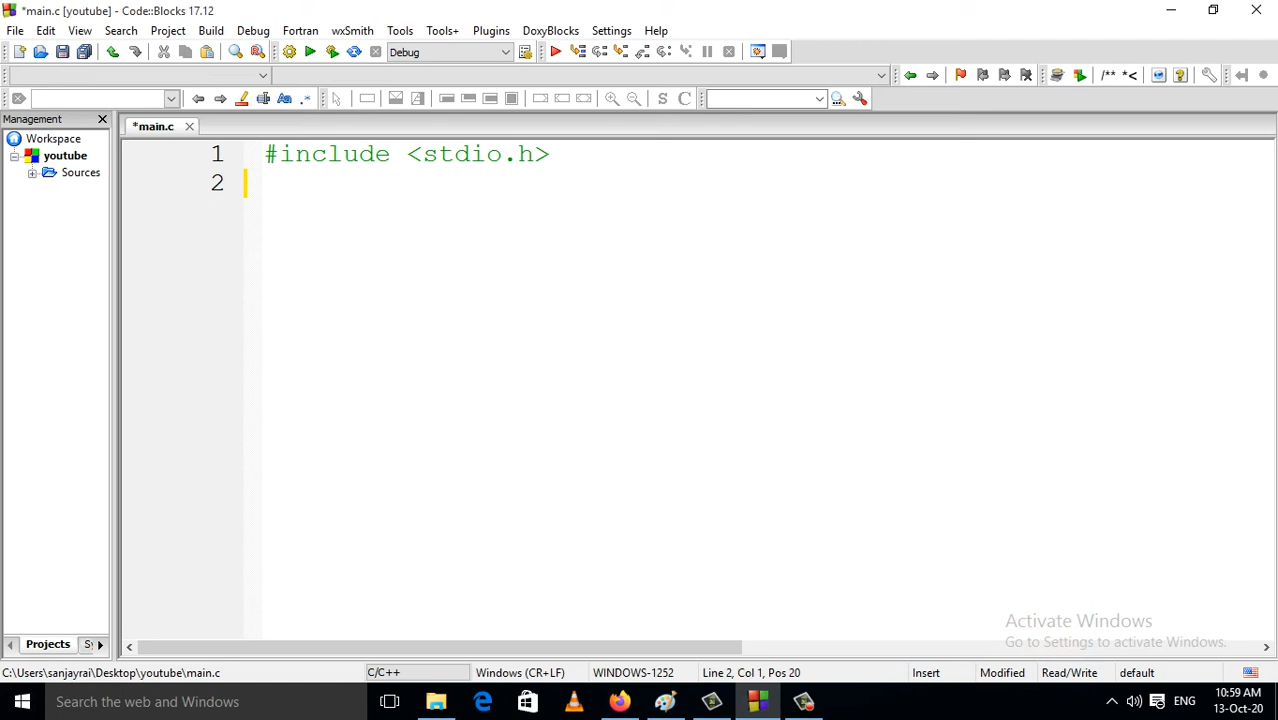 *main.c [youtube] - Code::Blocks 17.12
File Edit View Search Project Build Debug Fortran wxSmith Tools Tools+ Plugins DoxyBlocks Settings Help
Debug
/** *<
Aa .* S C
Management
*main.c
Workspace
youtube
Sources
1 #include <stdio.h>
2
Activate Windows
Go to Settings to activate Windows.
Projects
C:\Users\sanjayrai\Desktop\youtube\main.c C/C++ Windows (CR+LF) WINDOWS-1252 Line 2, Col 1, Pos 20 Insert Modified Read/Write default
Search the web and Windows
ENG
10:59 AM
13-Oct-20